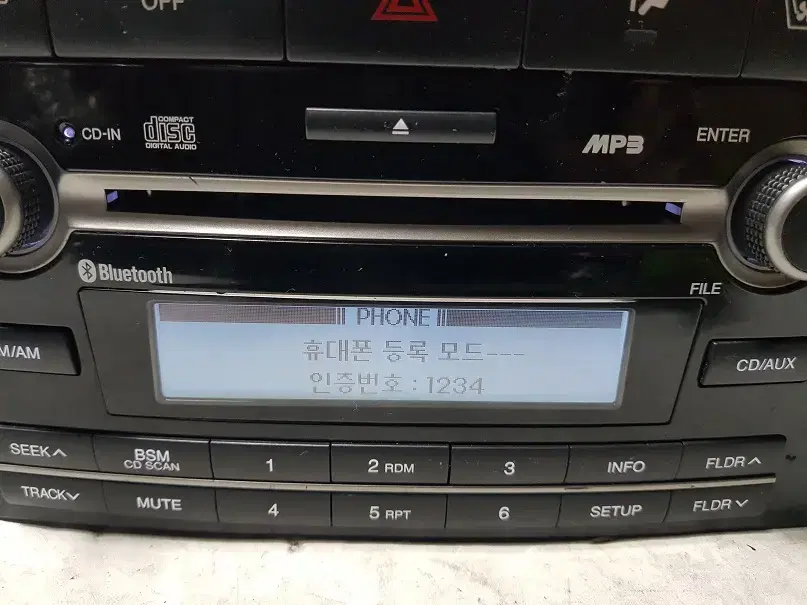 OFF
CD-IN
COMPACT
disc
DIGITAL AUDIO
MP3
ENTER
Bluetooth
FILE
PHONE
휴대폰 등록 모드---
인증번호 : 1234
M/AM
CD/AUX
SEEK
BSM
CD SCAN
1
2 RDM
3
INFO
FLDR
TRACK
MUTE
4
5 RPT
6
SETUP
FLDR